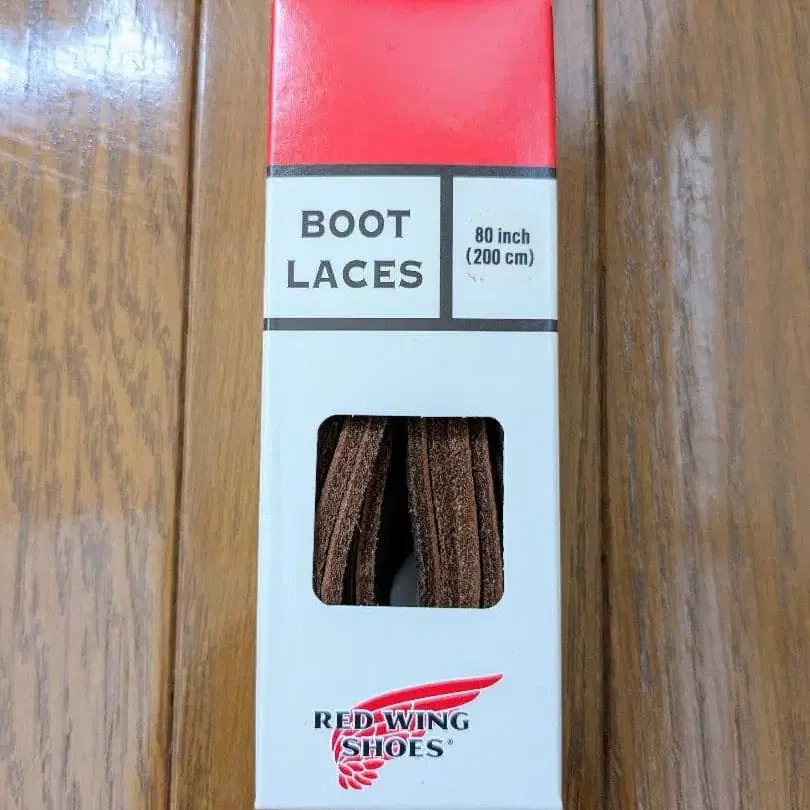 BOOT
LACES
80 inch
(200 cm)
RED WING
SHOES®